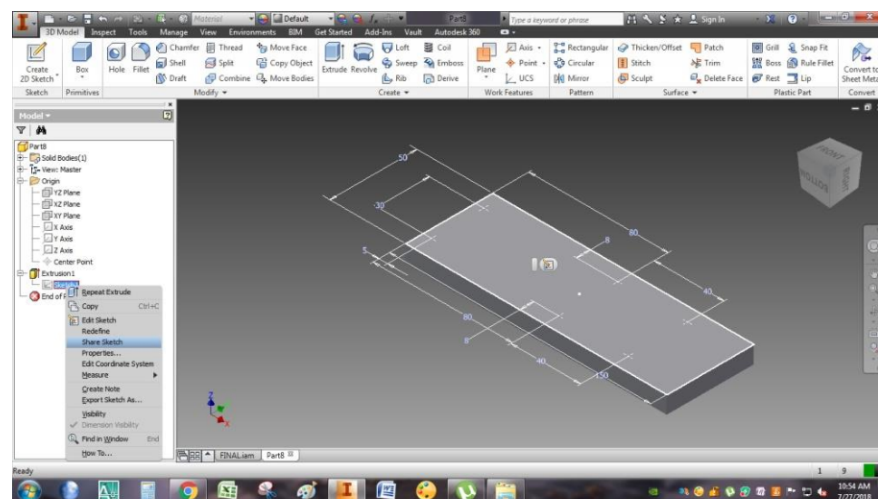 Material Default Part8 Type a keyword or phrase Sign In
3D Model Inspect Tools Manage View Environments BIM Get Started Add-Ins Vault Autodesk 360
Create 2D Sketch
Box
Hole Fillet
Chamfer Thread Move Face
Shell Split Copy Object
Draft Combine Move Bodies
Extrude Revolve
Loft Coil
Sweep Emboss
Rib Derive
Plane
Axis
Point
UCS
Rectangular
Circular
Mirror
Thicken/Offset Patch
Stitch Trim
Sculpt Delete Face
Grill Snap Fit
Boss Rule Fillet
Rest Lip
Convert to
Sketch Primitives Modify Create Work Features Pattern Surface Plastic Part Convert
Model
Part8
Solid Bodies(1)
View: Master
Origin
YZ Plane
XZ Plane
XY Plane
X Axis
Y Axis
Z Axis
Center Point
Extrusion1
End of
Repeat Extrude
Copy Ctrl+C
Edit Sketch
Redefine
Share Sketch
Properties...
Edit Coordinate System
Measure
Create Note
Export Sketch As...
Visibility
Dimension Visibility
Find in Window End
How To...
50
30
5
80
8
40
80
8
40
150
Z
X
FRONT
BOTTOM
FINAL.iam Part8
Ready 1 9
10:54 AM
7/27/2018